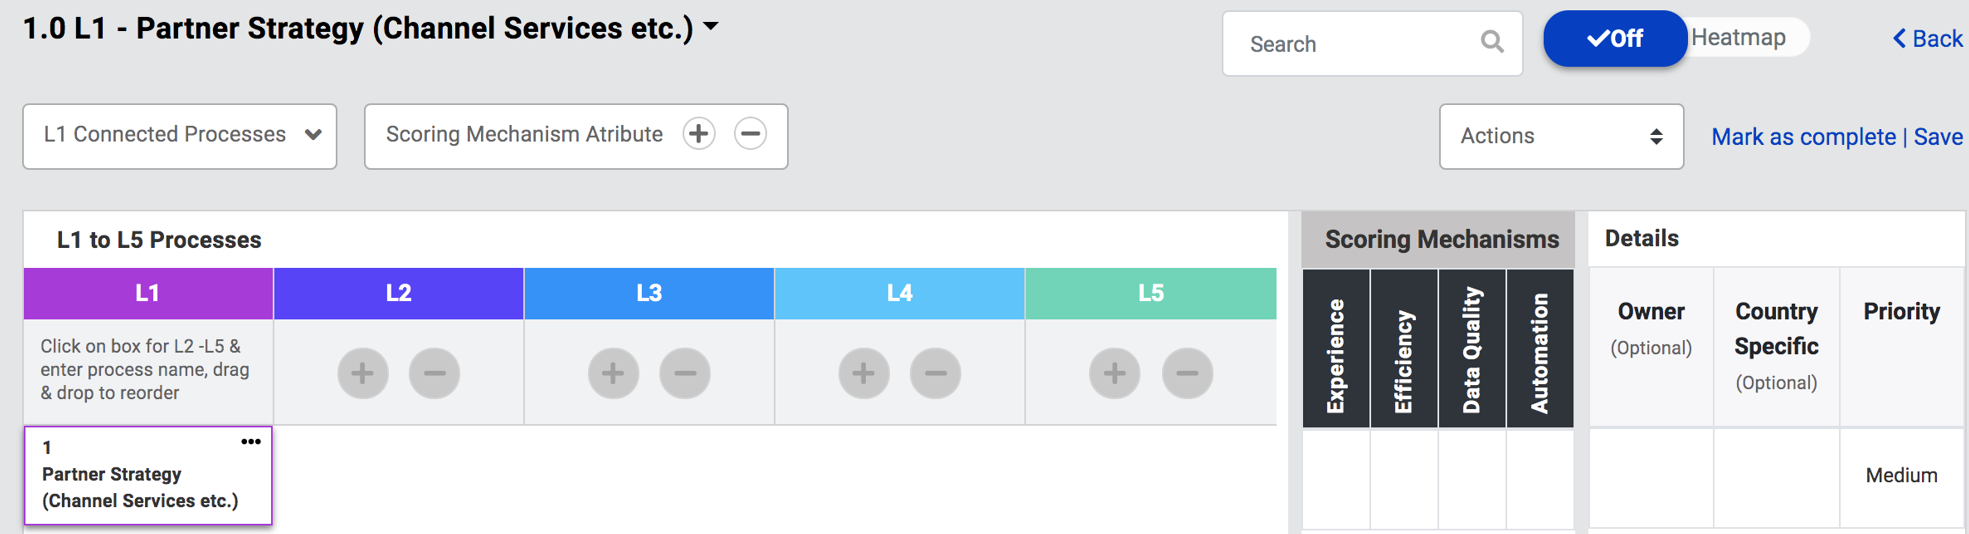 1.0 L1 - Partner Strategy (Channel Services etc.)
Search
Off
Heatmap
Back
L1 Connected Processes
Scoring Mechanism Atribute
Actions
Mark as complete | Save
L1 to L5 Processes
Scoring Mechanisms
Details
L1
L2
L3
L4
L5
Click on box for L2 -L5 &
enter process name, drag
& drop to reorder
Experience
Efficiency
Data Quality
Automation
Owner
(Optional)
Country
Specific
(Optional)
Priority
1
Partner Strategy
(Channel Services etc.)
Medium